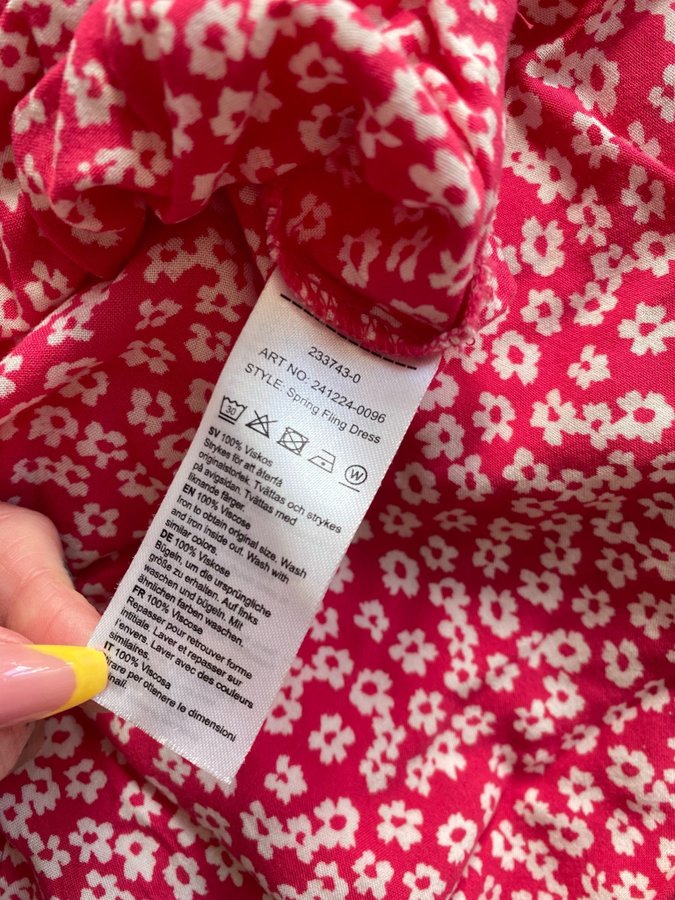 233743-0
ART NO: 241224-0096
STYLE: Spring Fling Dress
30
W
SV 100% Viskos
Strykes för att återfå
originalstorlek. Tvättas och strykes
på avigsidan. Tvättas med
liknande färger.
EN 100% Viscose
Iron to obtain original size. Wash
and iron inside out. Wash with
similar colors.
DE 100% Viskose
Bügeln, um die ursprüngliche
größe zu erhalten. Auf links
waschen und bügeln. Mit
ähnlichen farben waschen.
FR 100% Viscose
Repasser pour retrouver forme
intitiale. Laver et repasser sur
l'envers. Laver avec des couleurs
similaires.
IT 100% Viscosa
per otenere le dimensioni